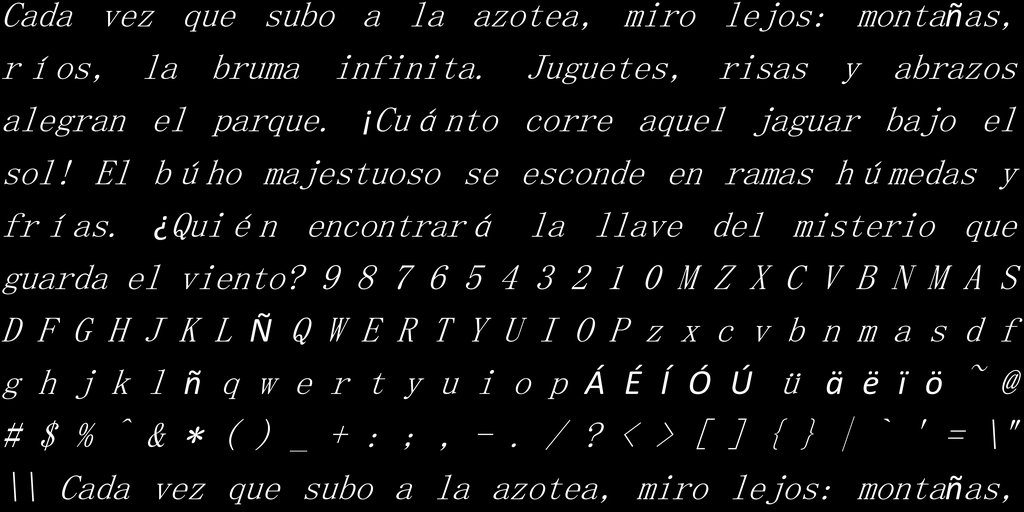 Cada vez que subo a la azotea, miro lejos: montañas,
ríos, la bruma infinita. Juguetes, risas y abrazos
alegran el parque. ¡Cuánto corre aquel jaguar bajo el
sol! El búho majestuoso se esconde en ramas húmedas y
frías. ¿Quién encontrará la llave del misterio que
guarda el viento? 9 8 7 6 5 4 3 2 1 0 M Z X C V B N M A S
D F G H J K L Ñ Q W E R T Y U I O P z x c v b n m a s d f
g h j k l ñ q w e r t y u i o p Á É Í Ó Ú ü ä ë ï ö ~ @
# $ % ^ & * ( ) _ + : ; , - . / ? < > [ ] { } | ` ' = \"
\\ Cada vez que subo a la azotea, miro lejos: montañas,